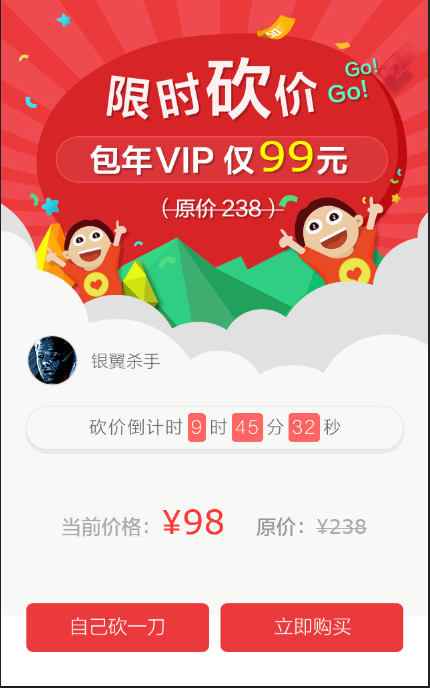 限时砍价
Go!
Go!
50
包年VIP 仅99元
（原价 238）
银翼杀手
砍价倒计时 9 时 45 分 32 秒
当前价格：¥98 原价：¥238
自己砍一刀 立即购买